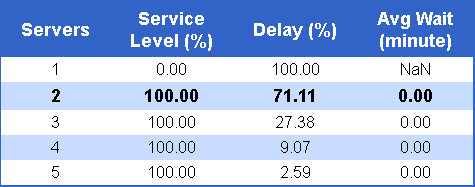 Servers Service Level (%) Delay (%) Avg Wait (minute)
1 0.00 100.00 NaN
2 100.00 71.11 0.00
3 100.00 27.38 0.00
4 100.00 9.07 0.00
5 100.00 2.59 0.00